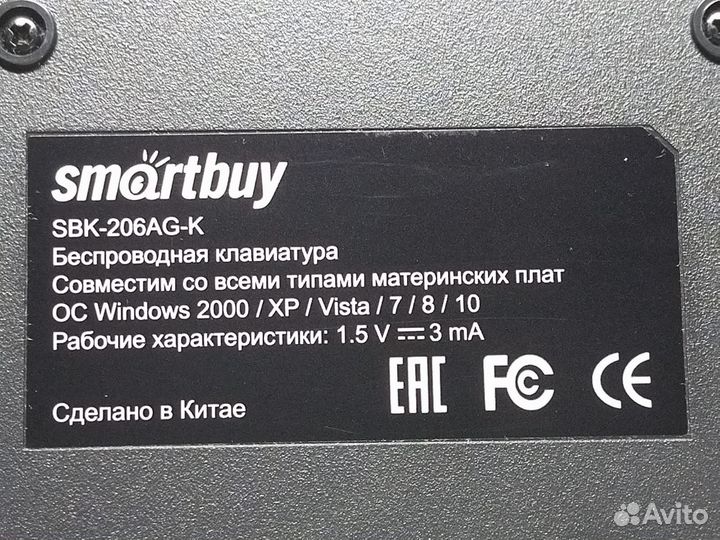 smartbuy
SBK-206AG-K
Беспроводная клавиатура
Совместим со всеми типами материнских плат
ОС Windows 2000 / XP / Vista / 7 / 8 / 10
Рабочие характеристики: 1.5 V ⎓ 3 mA
EAC FC CE
Сделано в Китае
Avito